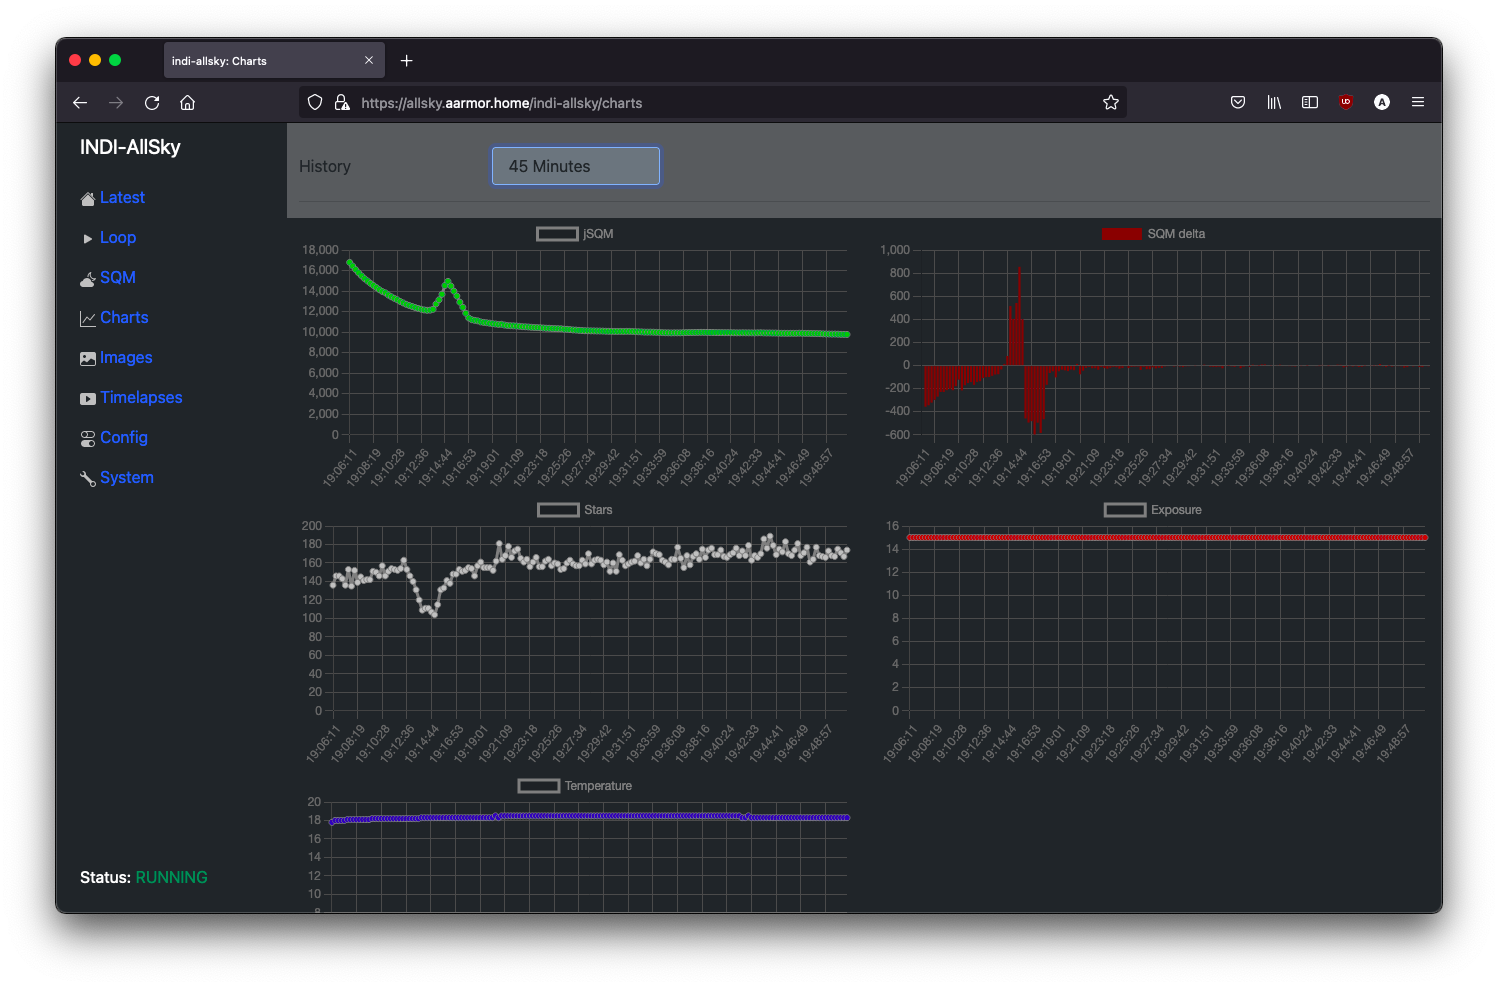 indi-allsky: Charts
https://allsky.aarmor.home/indi-allsky/charts
INDI-AllSky
Latest
Loop
SQM
Charts
Images
Timelapses
Config
System
Status: RUNNING
History
45 Minutes
jSQM
18,000
16,000
14,000
12,000
10,000
8,000
6,000
4,000
2,000
0
19:06:11 19:08:19 19:10:28 19:12:36 19:14:44 19:16:53 19:19:01 19:21:09 19:23:18 19:25:26 19:27:34 19:29:42 19:31:51 19:33:59 19:36:08 19:38:16 19:40:24 19:42:33 19:44:41 19:46:49 19:48:57
SQM delta
1,000
800
600
400
200
0
-200
-400
-600
19:06:11 19:08:19 19:10:28 19:12:36 19:14:44 19:16:53 19:19:01 19:21:09 19:23:18 19:25:26 19:27:34 19:29:42 19:31:51 19:33:59 19:36:08 19:38:16 19:40:24 19:42:33 19:44:41 19:46:49 19:48:57
Stars
200
180
160
140
120
100
80
60
40
20
0
19:06:11 19:08:19 19:10:28 19:12:36 19:14:44 19:16:53 19:19:01 19:21:09 19:23:18 19:25:26 19:27:34 19:29:42 19:31:51 19:33:59 19:36:08 19:38:16 19:40:24 19:42:33 19:44:41 19:46:49 19:48:57
Exposure
16
14
12
10
8
6
4
2
0
19:06:11 19:08:19 19:10:28 19:12:36 19:14:44 19:16:53 19:19:01 19:21:09 19:23:18 19:25:26 19:27:34 19:29:42 19:31:51 19:33:59 19:36:08 19:38:16 19:40:24 19:42:33 19:44:41 19:46:49 19:48:57
Temperature
20
18
16
14
12
10
8
A